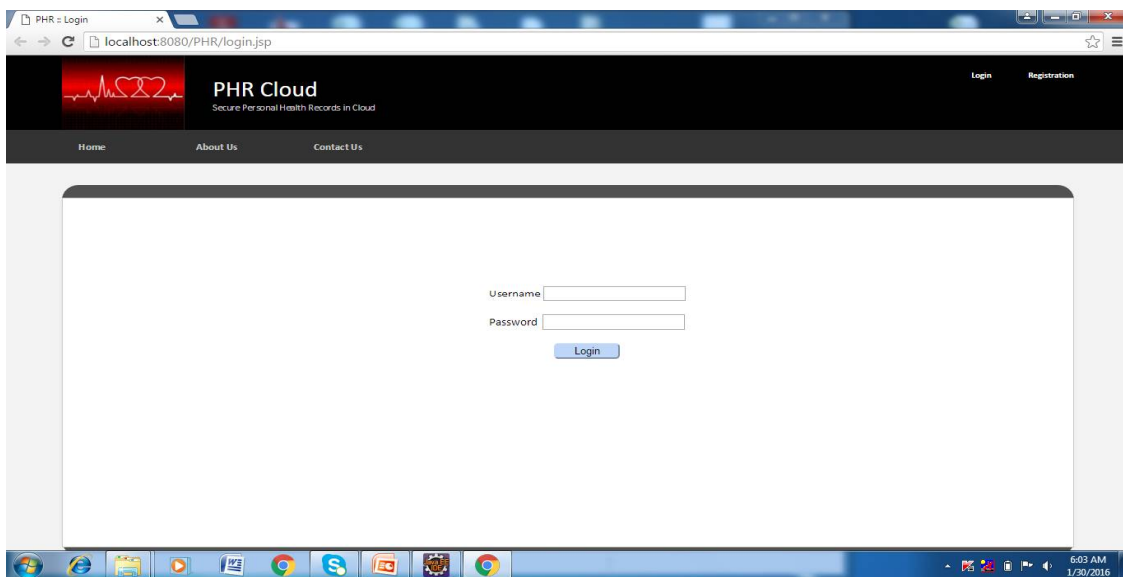 PHR :: Login
localhost:8080/PHR/login.jsp
Login Registration
PHR Cloud
Secure Personal Health Records in Cloud
Home About Us Contact Us
Username
Password
Login
6:03 AM
1/30/2016